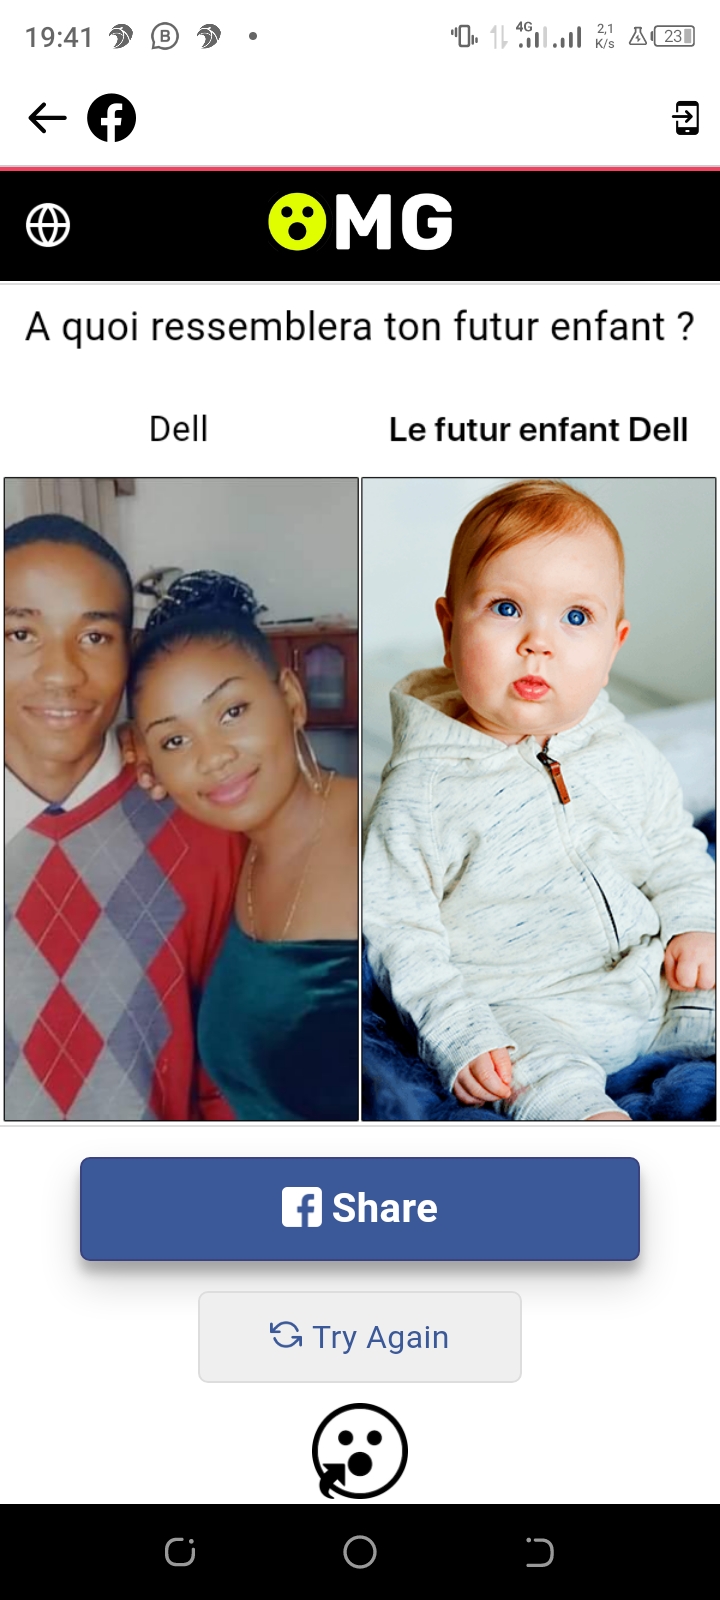 19:41 B 4G 2,1 K/s 23
OMG
A quoi ressemblera ton futur enfant ?
Dell
Le futur enfant Dell
Share
Try Again